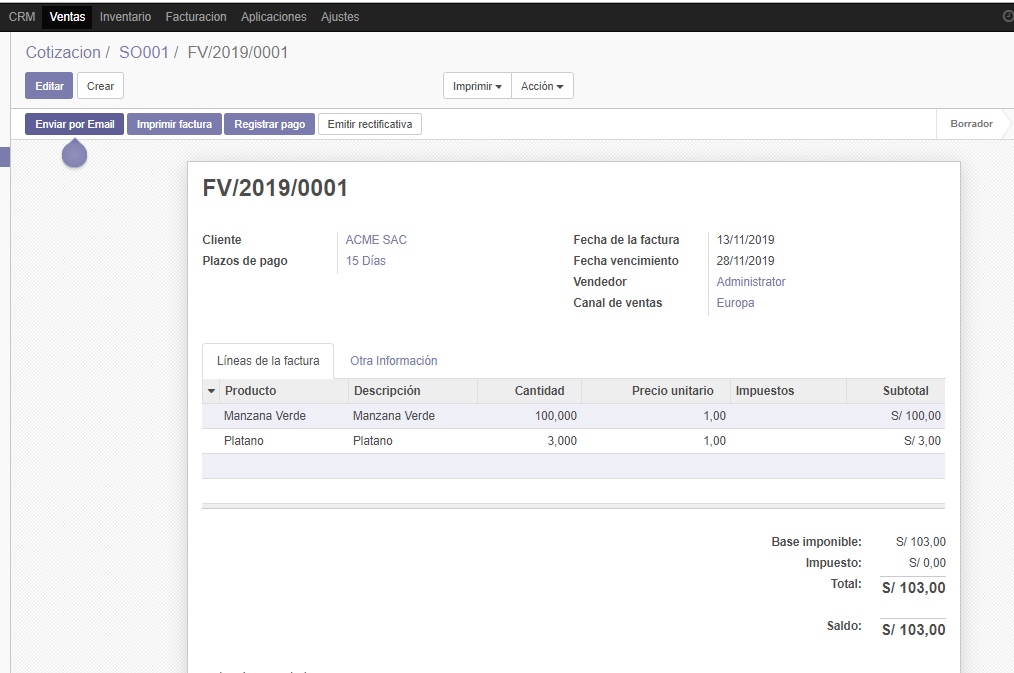 CRM Ventas Inventario Facturacion Aplicaciones Ajustes
Cotizacion / SO001 / FV/2019/0001
Editar Crear Imprimir Acción
Enviar por Email Imprimir factura Registrar pago Emitir rectificativa Borrador
FV/2019/0001
Cliente ACME SAC Fecha de la factura 13/11/2019
Plazos de pago 15 Días Fecha vencimiento 28/11/2019
Vendedor Administrator
Canal de ventas Europa
Líneas de la factura Otra Información
Producto Descripción Cantidad Precio unitario Impuestos Subtotal
Manzana Verde Manzana Verde 100,000 1,00 S/ 100,00
Platano Platano 3,000 1,00 S/ 3,00
Base imponible: S/ 103,00
Impuesto: S/ 0,00
Total: S/ 103,00
Saldo: S/ 103,00